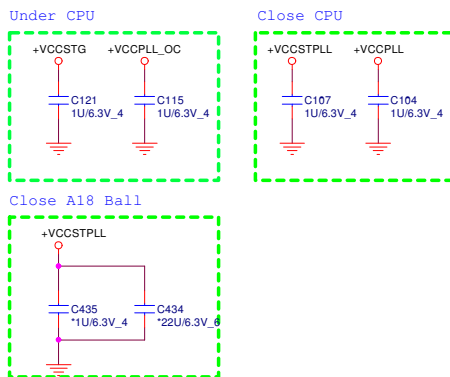 Under CPU
Close CPU
+VCCSTG
+VCCPLL_OC
+VCCSTPLL
+VCCPLL
C121
1U/6.3V_4
C115
1U/6.3V_4
C107
1U/6.3V_4
C104
1U/6.3V_4
Close A18 Ball
+VCCSTPLL
C435
*1U/6.3V_4
C434
*22U/6.3V_6